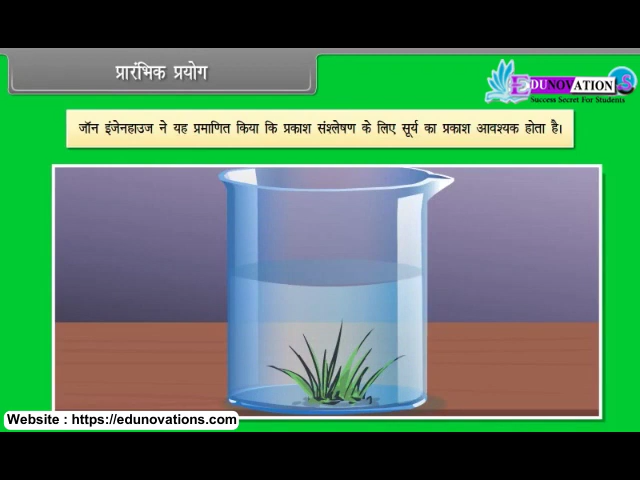 प्रारंभिक प्रयोग
EDUNOVATIONS
Success Secret For Students
जॉन इंजेनहाउज ने यह प्रमाणित किया कि प्रकाश संश्लेषण के लिए सूर्य का प्रकाश आवश्यक होता है।
Website : https://edunovations.com